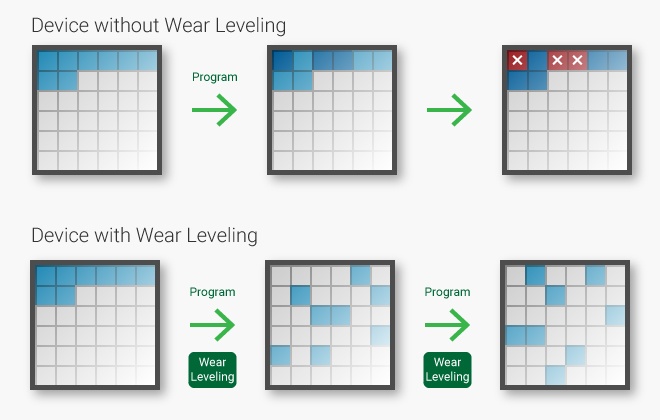 Device without Wear Leveling
Program
Device with Wear Leveling
Program
Program
Wear
Leveling
Wear
Leveling